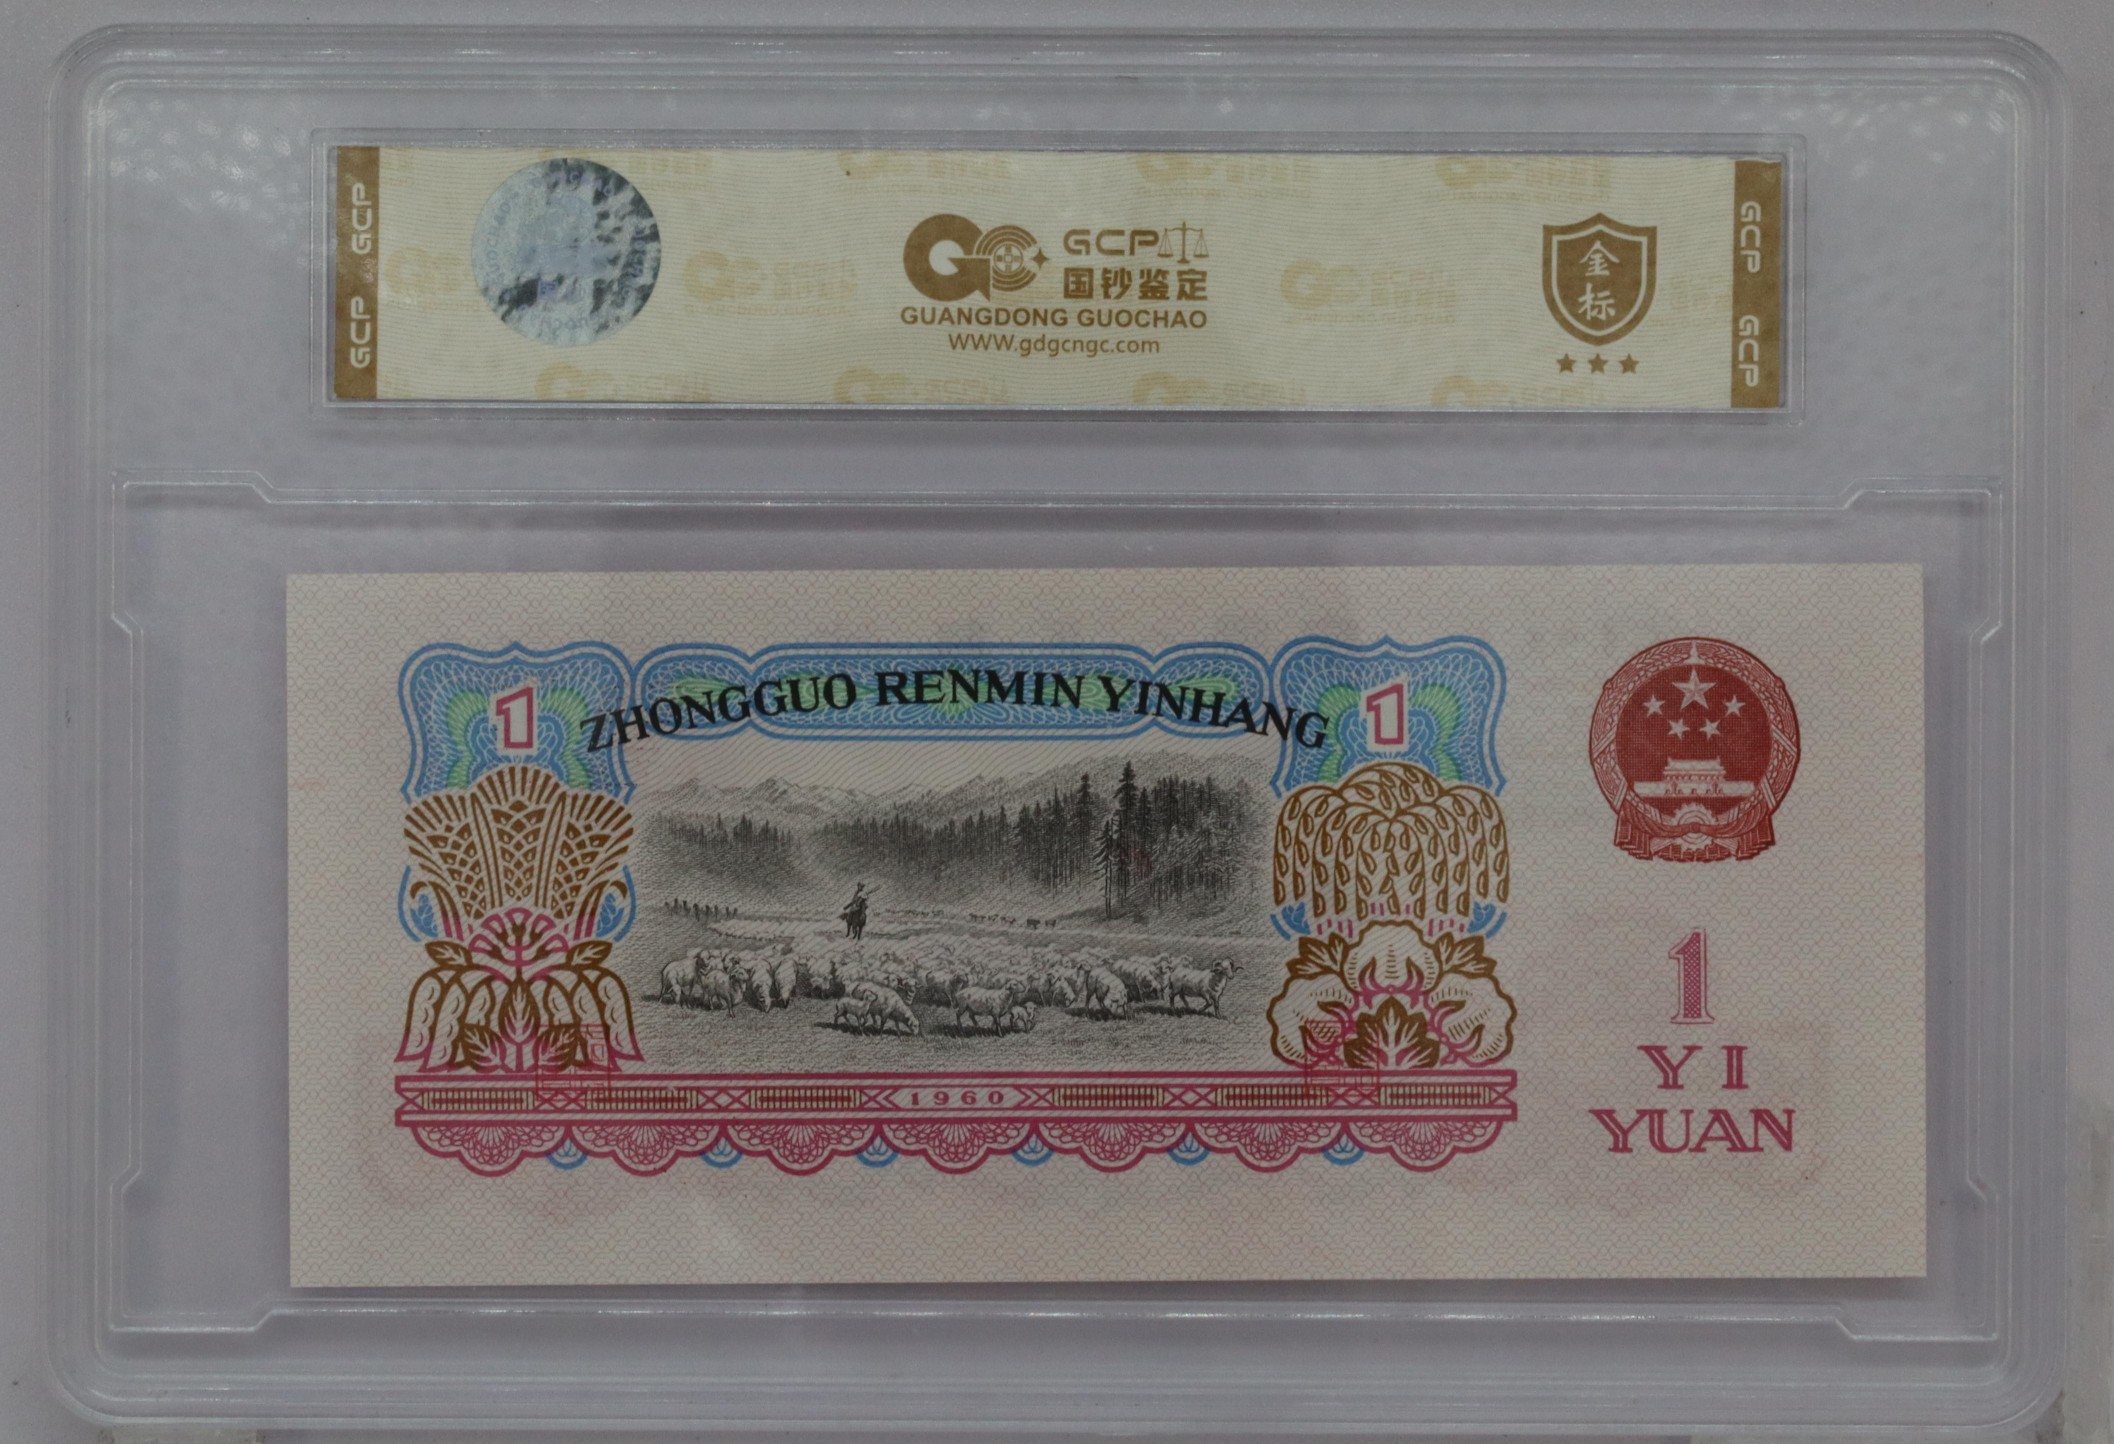 GCP GCP
GCP
国钞鉴定
GUANGDONG GUOCHAO
WWW.gdgcngc.com
金标
GCP GCP
1
ZHONGGUO RENMIN YINHANG
1
1960
1
YI
YUAN